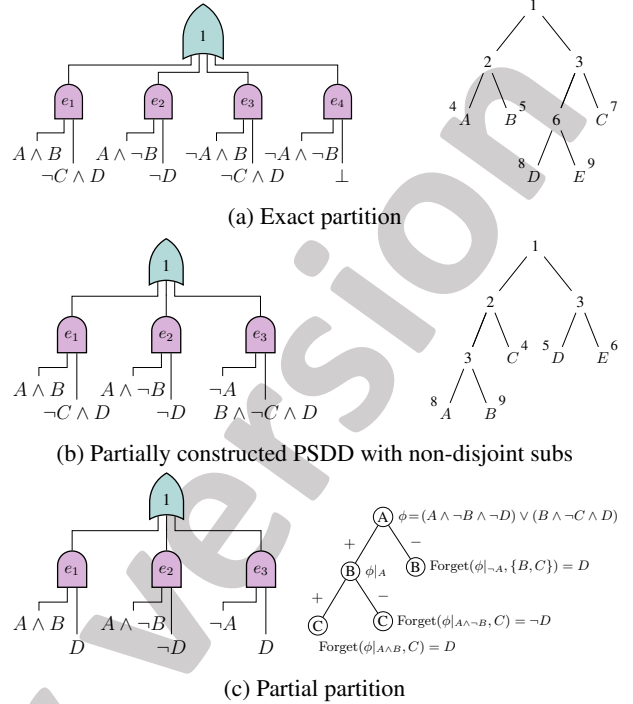 1
e1 e2 e3 e4
A ∧ B A ∧ ¬B ¬A ∧ B ¬A ∧ ¬B
¬C ∧ D ¬D ¬C ∧ D ⊥
1
2 3
4 A B 5 6 C 7
8 D E 9
(a) Exact partition
1
e1 e2 e3
A ∧ B A ∧ ¬B ¬A
¬C ∧ D ¬D B ∧ ¬C ∧ D
1
2 3
3 C 4 5 D E 6
8 A B 9
(b) Partially constructed PSDD with non-disjoint subs
1
e1 e2 e3
A ∧ B A ∧ ¬B ¬A
D ¬D D
A ϕ=(A ∧ ¬B ∧ ¬D) ∨ (B ∧ ¬C ∧ D)
+ −
B ϕ|A B Forget(ϕ|¬A, {B, C}) = D
+ −
C C Forget(ϕ|A∧¬B, C) = ¬D
Forget(ϕ|A∧B, C) = D
(c) Partial partition
version